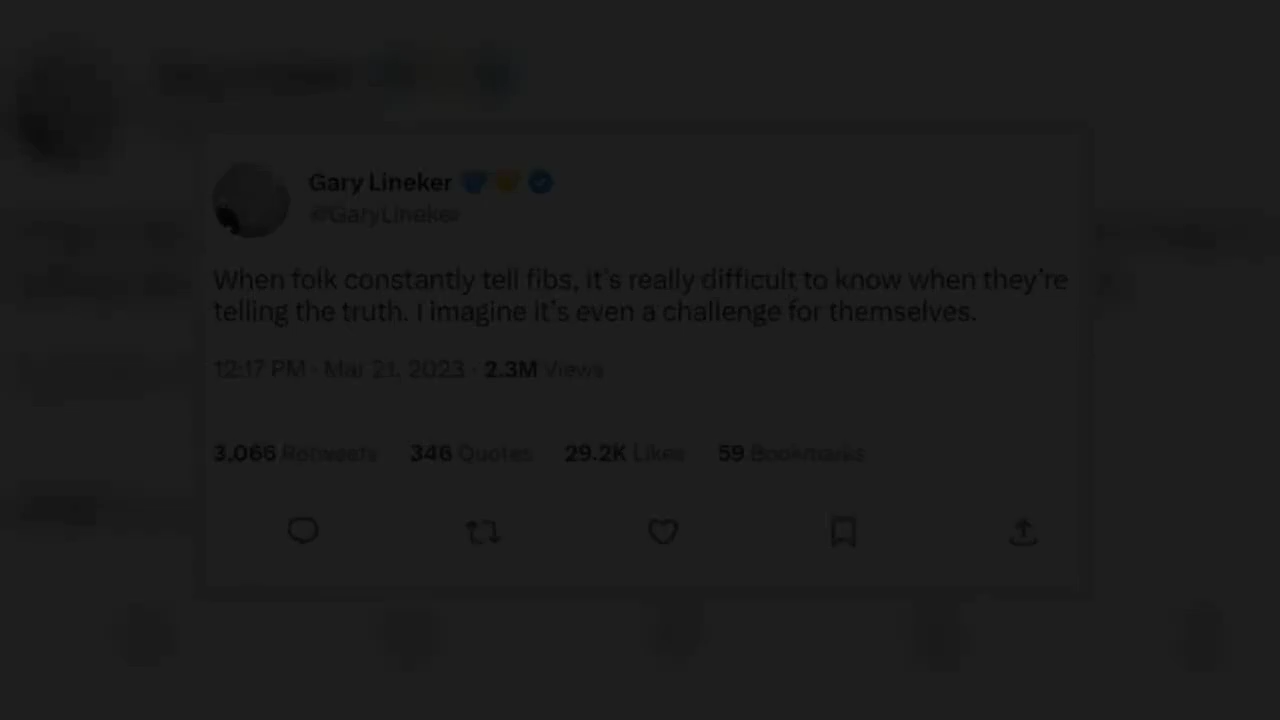 Gary Lineker
@GaryLineker
When folk constantly tell fibs, it's really difficult to know when they're
telling the truth. I imagine it's even a challenge for themselves.
12:17 PM · Mar 21, 2023 · 2.3M Views
3,066 Retweets 346 Quotes 29.2K Likes 59 Bookmarks